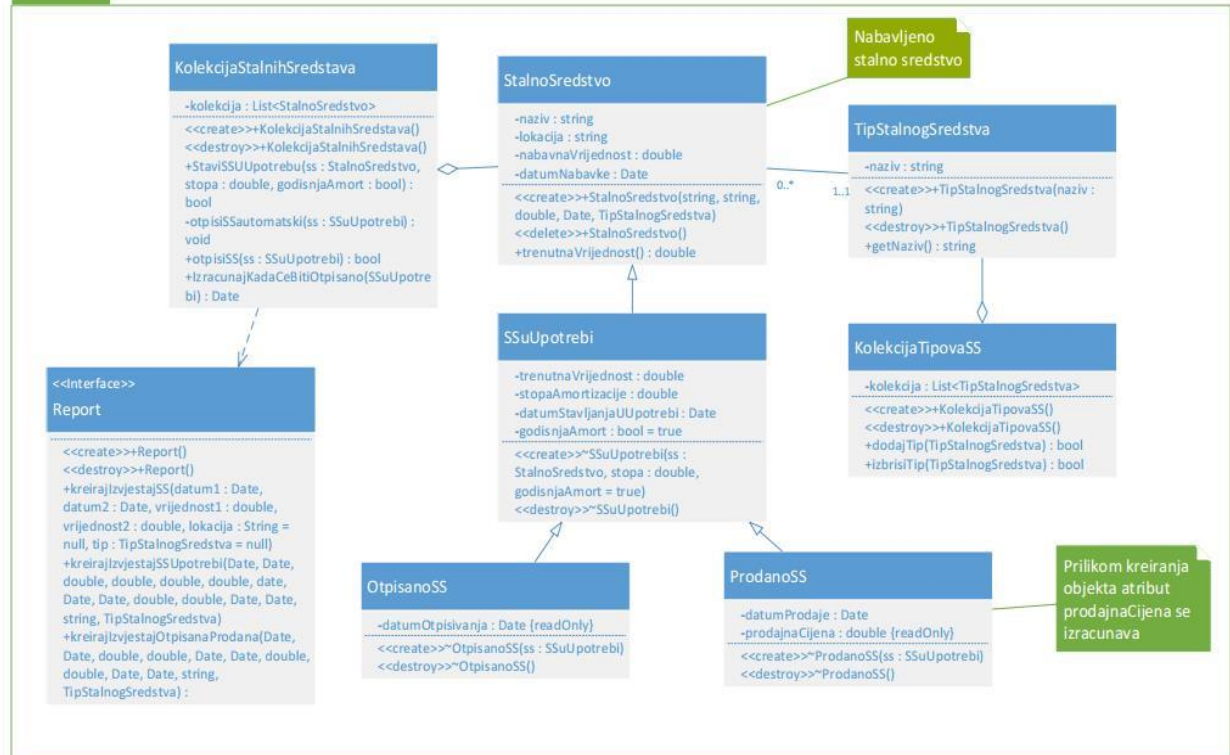 KolekcijaStalnihSredstava
-kolekcija : List<StalnoSredstvo>
<<create>>+KolekcijaStalnihSredstava()
<<destroy>>+KolekcijaStalnihSredstava()
+StaviSSUUpotrebu(ss : StalnoSredstvo,
stopa : double, godisnjaAmort : bool) :
bool
-otpisiSSautomatski(ss : SSuUpotrebi) :
void
+otpisiSS(ss : SSuUpotrebi) : bool
+IzracunajKadaCeBitiOtpisano(SSuUpotre
bi) : Date
StalnoSredstvo
-naziv : string
-lokacija : string
-nabavnaVrijednost : double
-datumNabavke : Date
<<create>>+StalnoSredstvo(string, string,
double, Date, TipStalnogSredstva)
<<delete>>+StalnoSredstvo()
+trenutnaVrijednost() : double
Nabavljeno
stalno sredstvo
0..*
1..1
TipStalnogSredstva
-naziv : string
<<create>>+TipStalnogSredstva(naziv :
string)
<<destroy>>+TipStalnogSredstva()
+getNaziv() : string
<<Interface>>
Report
<<create>>+Report()
<<destroy>>+Report()
+kreirajIzvjestajSS(datum1 : Date,
datum2 : Date, vrijednost1 : double,
vrijednost2 : double, lokacija : String =
null, tip : TipStalnogSredstva = null)
+kreirajIzvjestajSSUpotrebi(Date, Date,
double, double, double, double, date,
Date, Date, double, double, Date, Date,
string, TipStalnogSredstva)
+kreirajIzvjestajOtpisanaProdana(Date,
Date, double, double, Date, Date, double,
double, Date, Date, string,
TipStalnogSredstva) :
SSuUpotrebi
-trenutnaVrijednost : double
-stopaAmortizacije : double
-datumStavljanjaUUpotrebi : Date
-godisnjaAmort : bool = true
<<create>>~SSuUpotrebi(ss :
StalnoSredstvo, stopa : double,
godisnjaAmort = true)
<<destroy>>~SSuUpotrebi()
KolekcijaTipovaSS
-kolekcija : List<TipStalnogSredstva>
<<create>>+KolekcijaTipovaSS()
<<destroy>>+KolekcijaTipovaSS()
+dodajTip(TipStalnogSredstva) : bool
+izbrisiTip(TipStalnogSredstva) : bool
OtpisanoSS
-datumOtpisivanja : Date {readOnly}
<<create>>~OtpisanoSS(ss : SSuUpotrebi)
<<destroy>>~OtpisanoSS()
ProdanoSS
-datumProdaje : Date
-prodajnaCijena : double {readOnly}
<<create>>~ProdanoSS(ss : SSuUpotrebi)
<<destroy>>~ProdanoSS()
Prilikom kreiranja
objekta atribut
prodajnaCijena se
izracunava